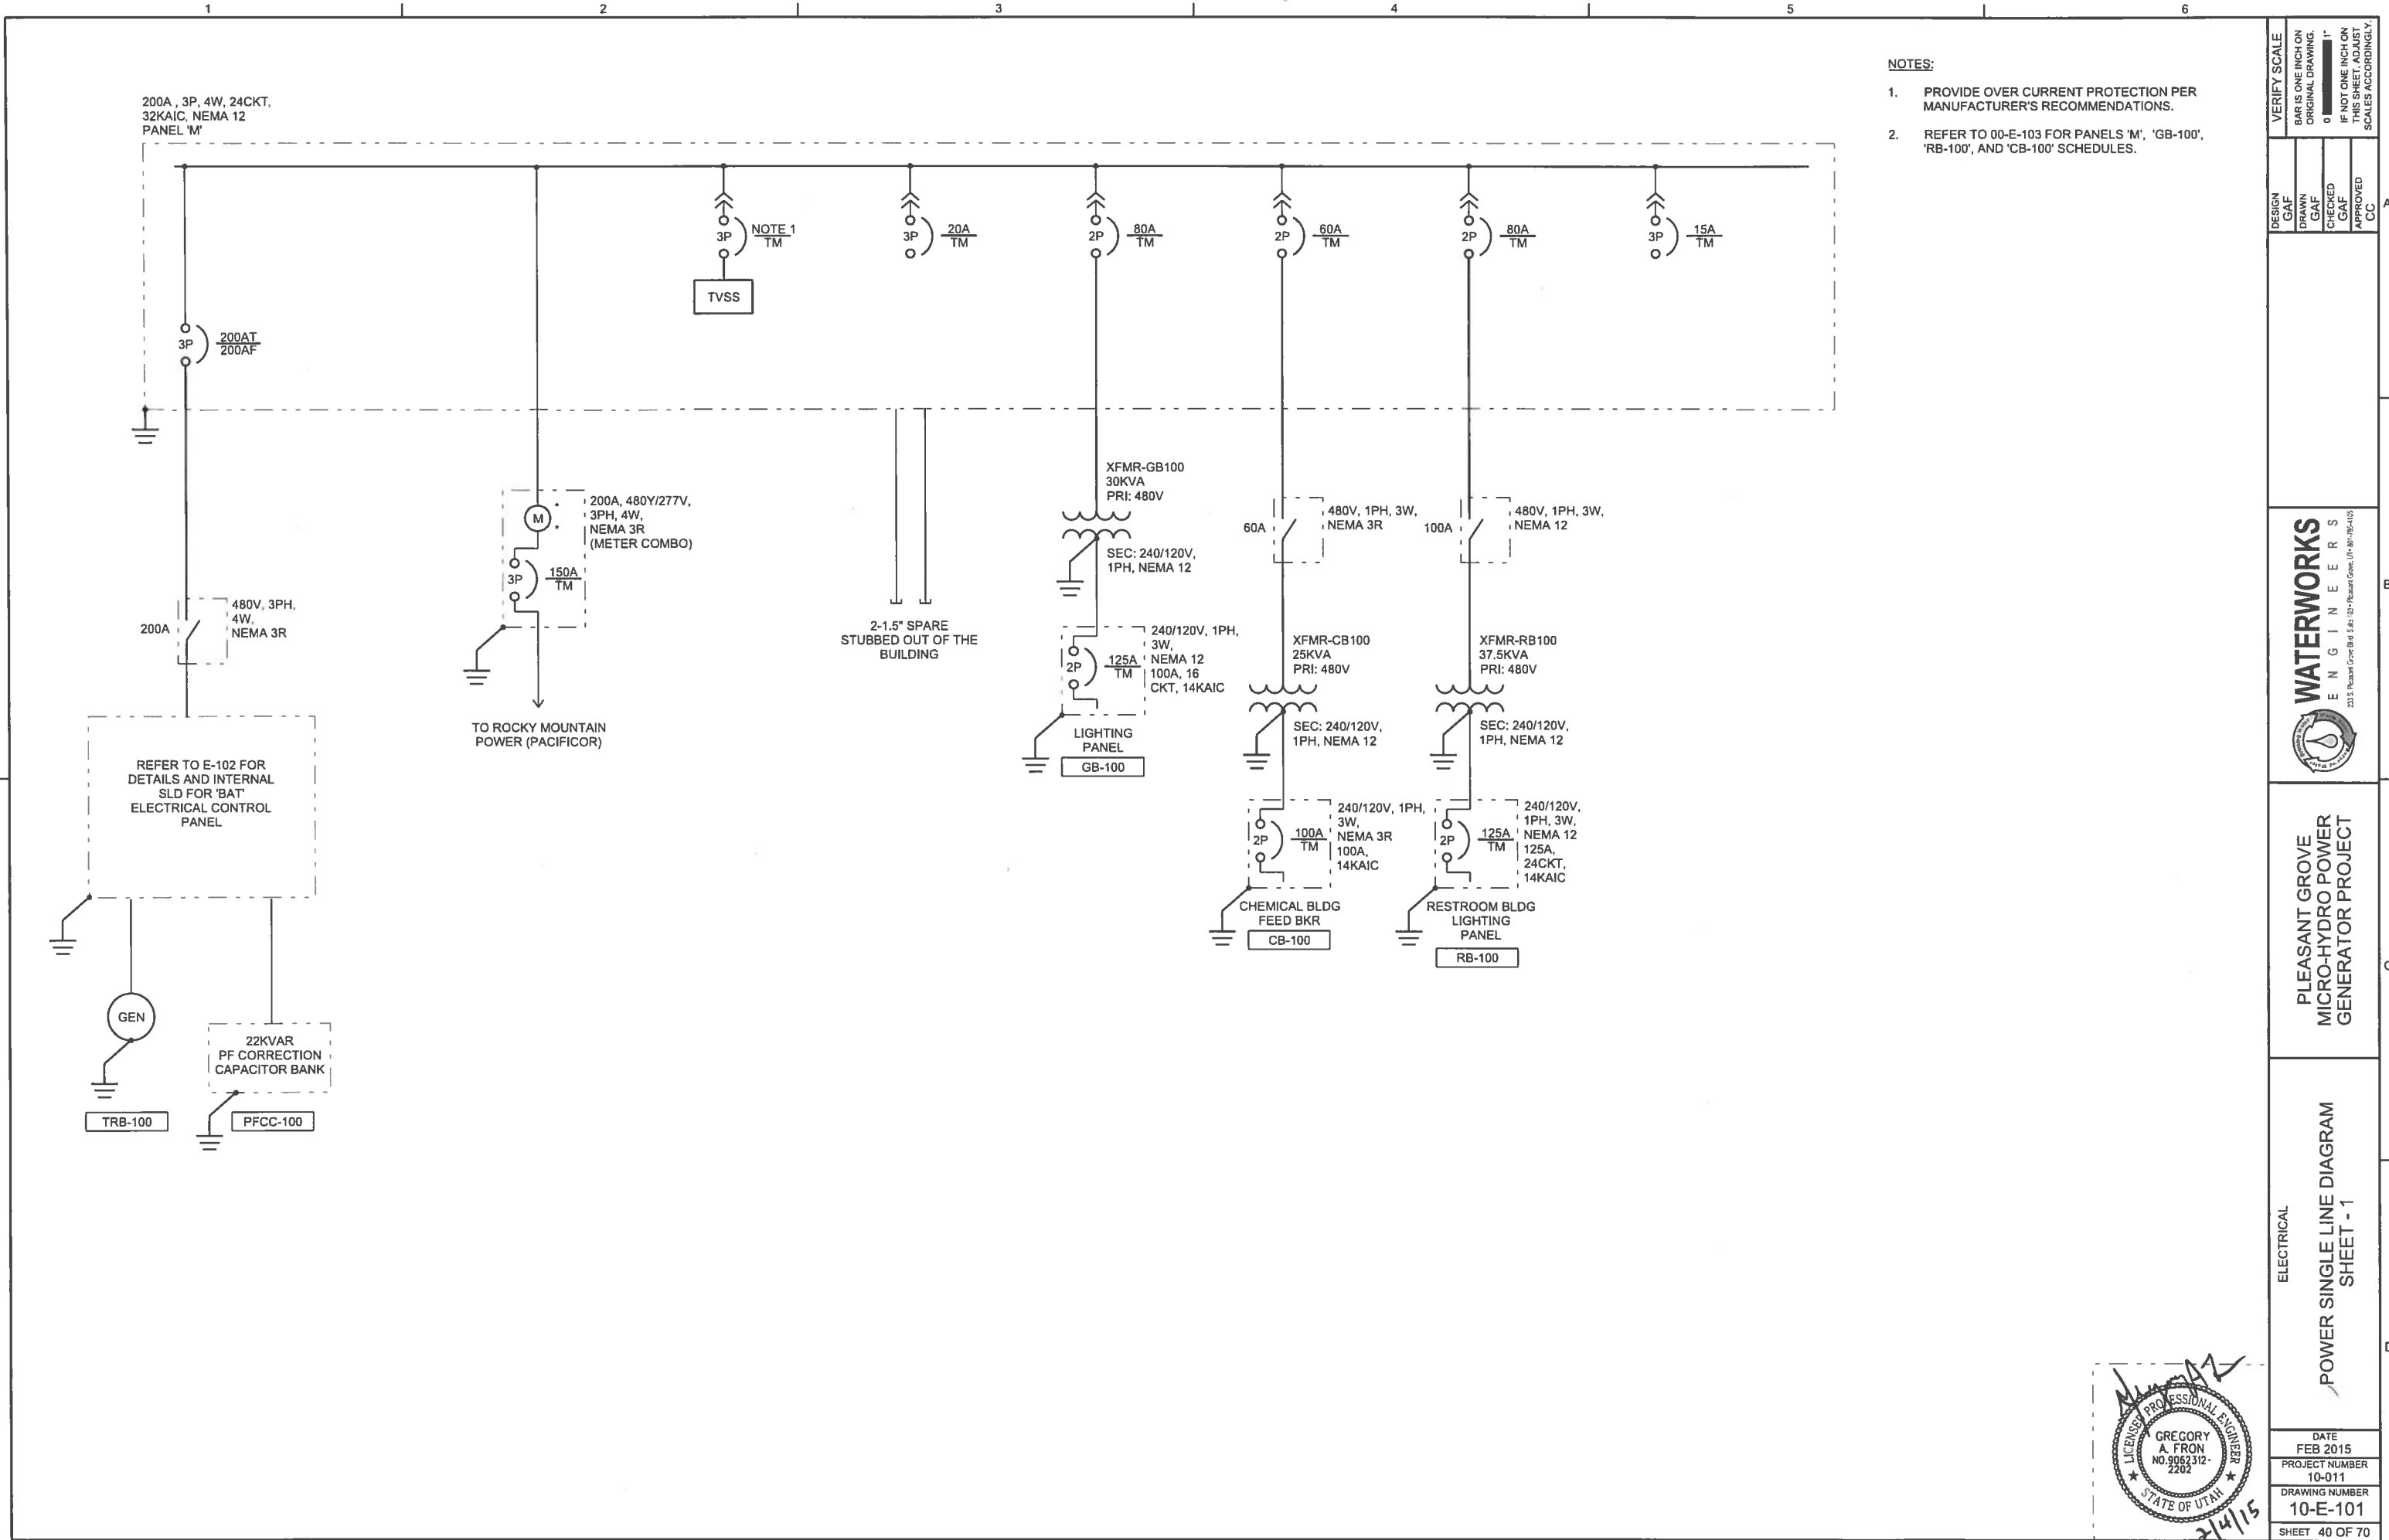 1 2 3 4 5 6
200A , 3P, 4W, 24CKT,
32KAIC, NEMA 12
PANEL 'M'
NOTES:
1. PROVIDE OVER CURRENT PROTECTION PER
MANUFACTURER'S RECOMMENDATIONS.
2. REFER TO 00-E-103 FOR PANELS 'M', 'GB-100',
'RB-100', AND 'CB-100' SCHEDULES.
3P NOTE 1
TM
3P 20A
TM
2P 80A
TM
2P 60A
TM
2P 80A
TM
3P 15A
TM
TVSS
3P 200AT
200AF
200A
480V, 3PH,
4W,
NEMA 3R
REFER TO E-102 FOR
DETAILS AND INTERNAL
SLD FOR 'BAT'
ELECTRICAL CONTROL
PANEL
GEN
TRB-100
22KVAR
PF CORRECTION
CAPACITOR BANK
PFCC-100
M
200A, 480Y/277V,
3PH, 4W,
NEMA 3R
(METER COMBO)
3P 150A
TM
TO ROCKY MOUNTAIN
POWER (PACIFICOR)
2-1.5" SPARE
STUBBED OUT OF THE
BUILDING
XFMR-GB100
30KVA
PRI: 480V
SEC: 240/120V,
1PH, NEMA 12
2P 125A
TM
240/120V, 1PH,
3W,
NEMA 12
100A, 16
CKT, 14KAIC
LIGHTING
PANEL
GB-100
60A
480V, 1PH, 3W,
NEMA 3R
XFMR-CB100
25KVA
PRI: 480V
SEC: 240/120V,
1PH, NEMA 12
2P 100A
TM
240/120V, 1PH,
3W,
NEMA 3R
100A,
14KAIC
CHEMICAL BLDG
FEED BKR
CB-100
100A
480V, 1PH, 3W,
NEMA 12
XFMR-RB100
37.5KVA
PRI: 480V
SEC: 240/120V,
1PH, NEMA 12
2P 125A
TM
240/120V,
1PH, 3W,
NEMA 12
125A,
24CKT,
14KAIC
RESTROOM BLDG
LIGHTING
PANEL
RB-100
VERIFY SCALE
BAR IS ONE INCH ON
ORIGINAL DRAWING.
0 1"
IF NOT ONE INCH ON
THIS SHEET, ADJUST
SCALES ACCORDINGLY.
DESIGN
GAF
DRAWN
GAF
CHECKED
GAF
APPROVED
CC
A
B
C
D
WATERWORKS
ENGINEERS
PLEASANT GROVE
MICRO-HYDRO POWER
GENERATOR PROJECT
ELECTRICAL
POWER SINGLE LINE DIAGRAM
SHEET - 1
LICENSED PROFESSIONAL ENGINEER
GREGORY
A. FRON
NO.9062312-
2202
STATE OF UTAH
2/4/15
DATE
FEB 2015
PROJECT NUMBER
10-011
DRAWING NUMBER
10-E-101
SHEET 40 OF 70